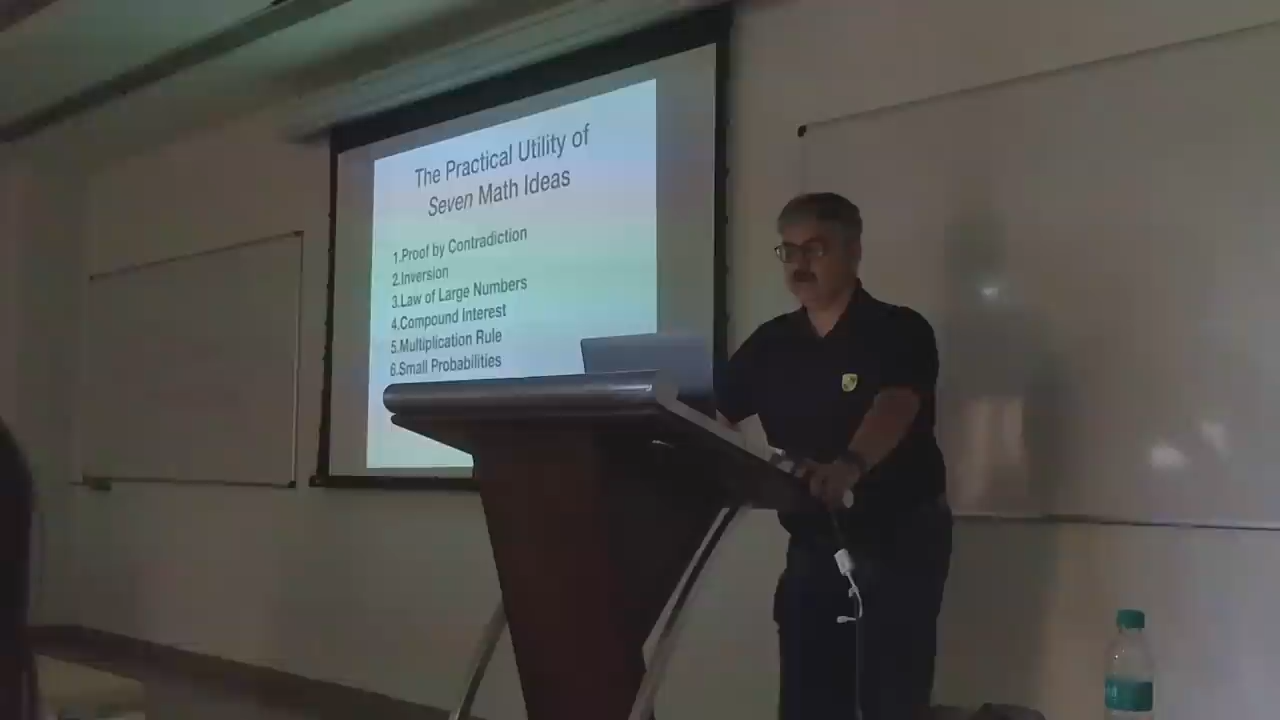 The Practical Utility of
Seven Math Ideas
1.Proof by Contradiction
2.Inversion
3.Law of Large Numbers
4.Compound Interest
5.Multiplication Rule
6.Small Probabilities